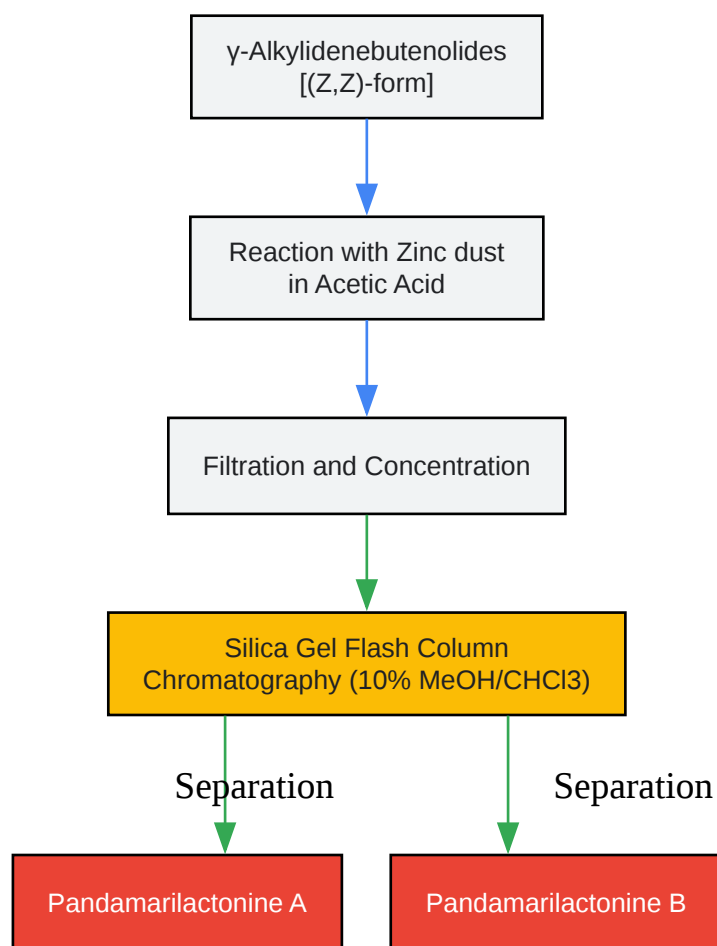 γ-Alkylidenebutenolides
[(Z,Z)-form]
Reaction with Zinc dust
in Acetic Acid
Filtration and Concentration
Silica Gel Flash Column
Chromatography (10% MeOH/CHCl3)
Separation
Separation
Pandamarilactonine A
Pandamarilactonine B